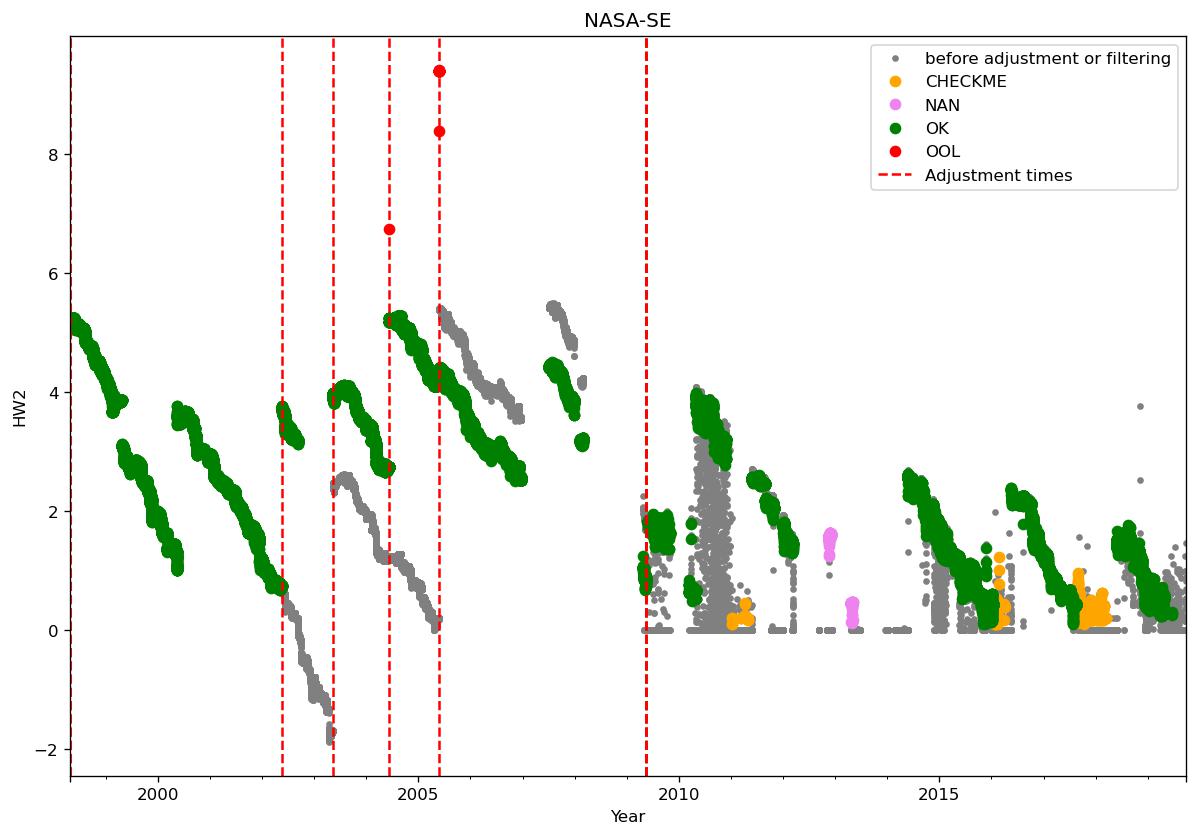 NASA-SE
before adjustment or filtering
CHECKME
NAN
OK
OOL
Adjustment times
HW2
8
6
4
2
0
−2
2000
2005
2010
2015
Year